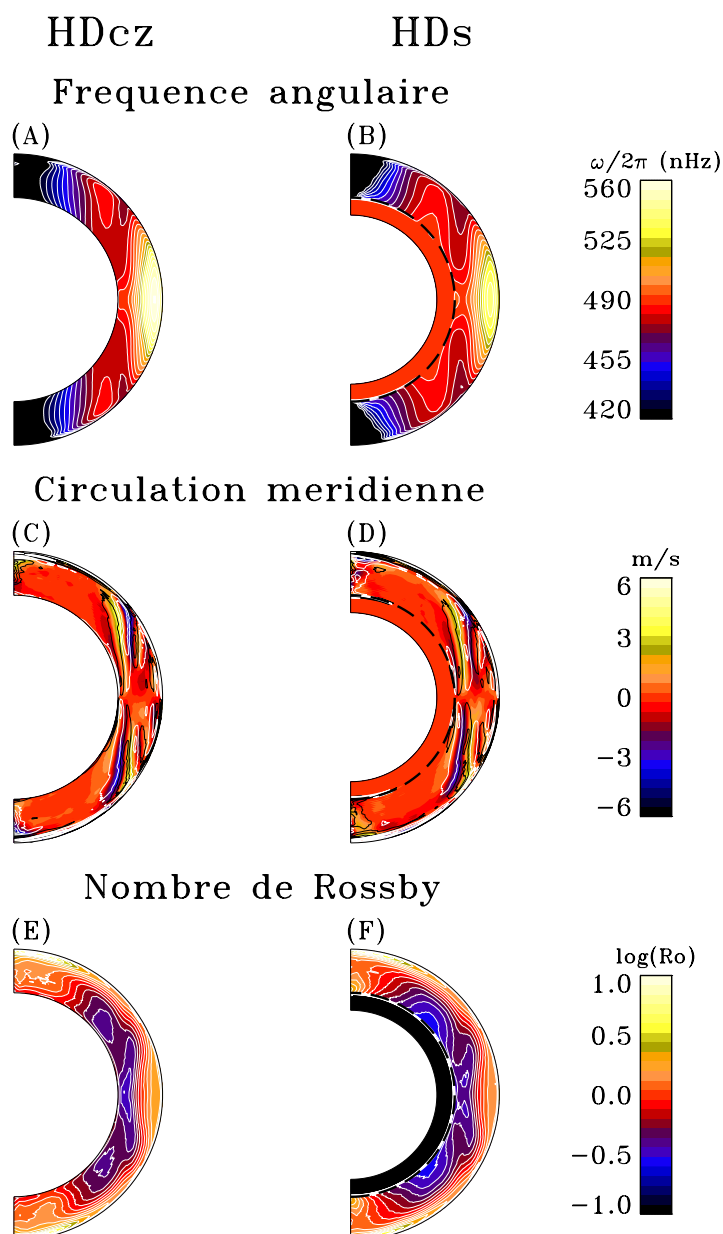 HDcz HDs
Frequence angulaire
(A) (B)
ω/2π (nHz)
560
525
490
455
420
Circulation meridienne
(C) (D)
m/s
6
3
0
−3
−6
Nombre de Rossby
(E) (F)
log(Ro)
1.0
0.5
0.0
−0.5
−1.0